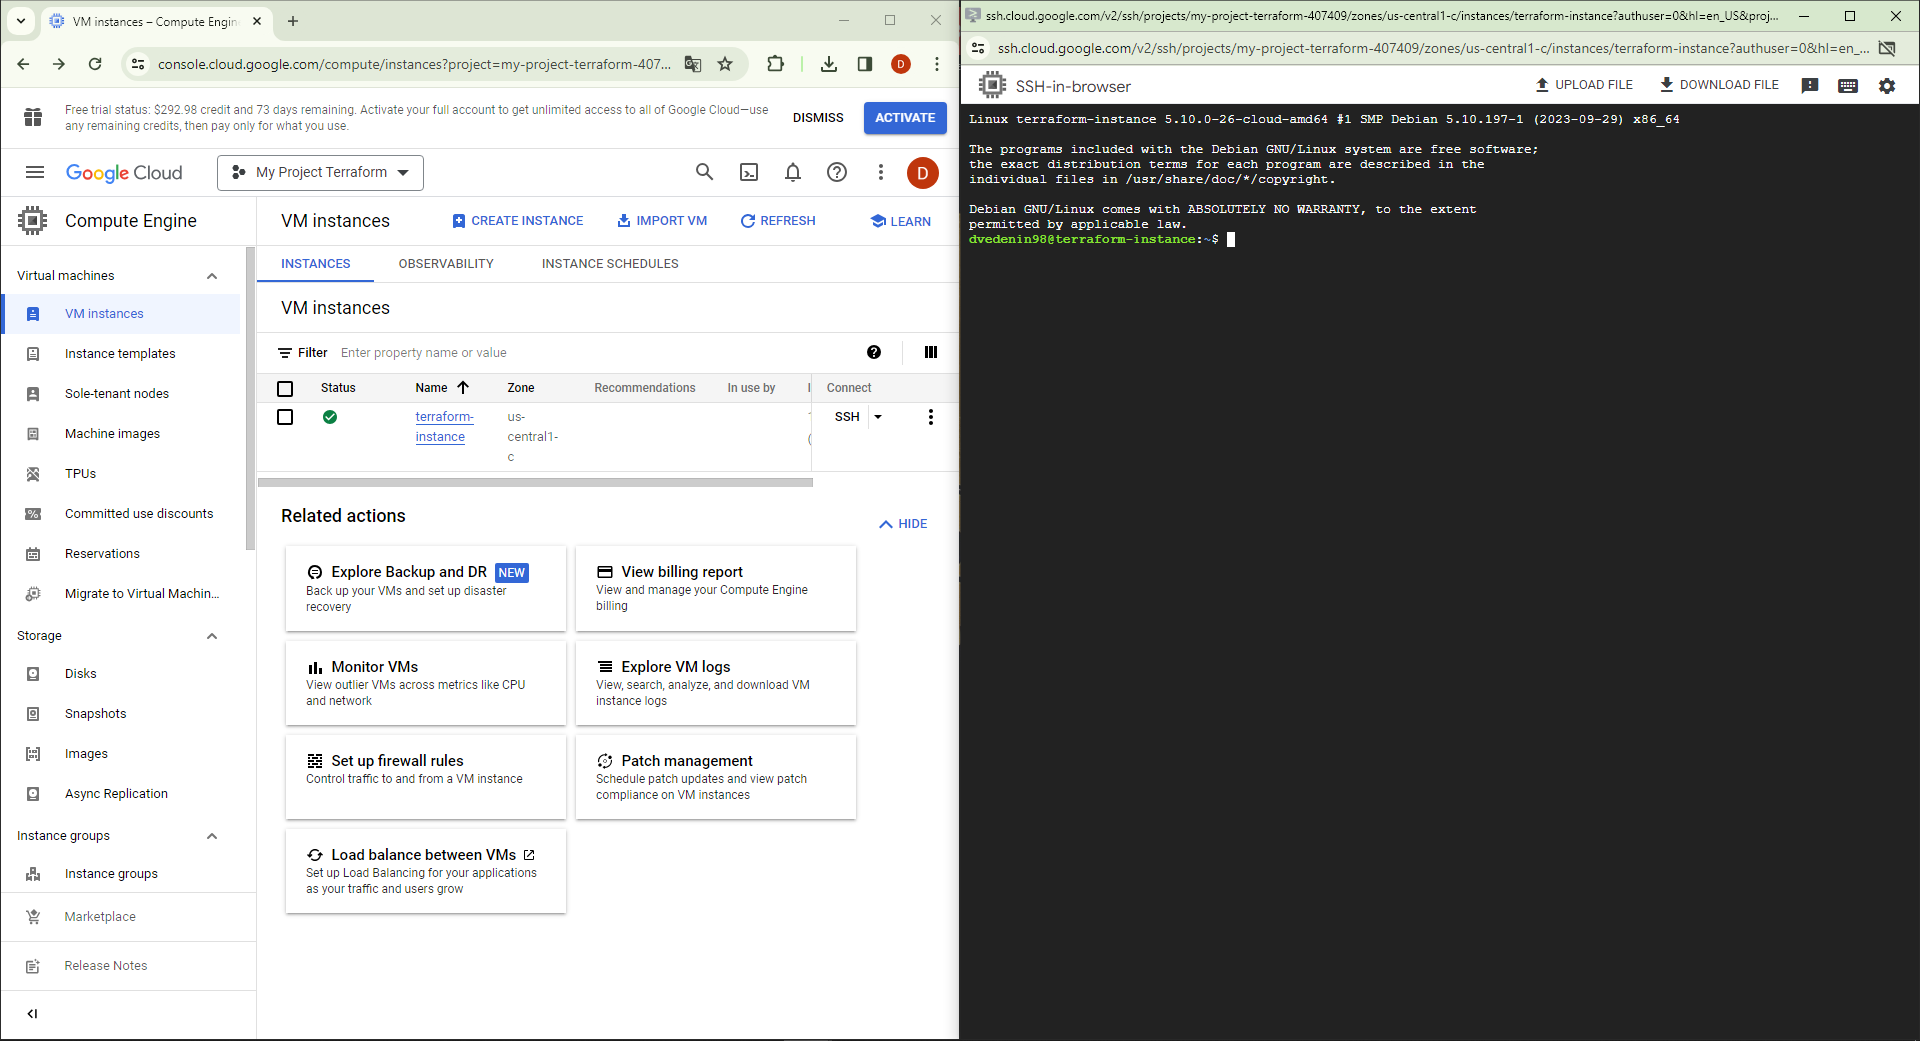 VM instances – Compute Engine
console.cloud.google.com/compute/instances?project=my-project-terraform-407...
D
Free trial status: $292.98 credit and 73 days remaining. Activate your full account to get unlimited access to all of Google Cloud—use
any remaining credits, then pay only for what you use.
DISMISS
ACTIVATE
Google Cloud
My Project Terraform
D
Compute Engine
Virtual machines
VM instances
Instance templates
Sole-tenant nodes
Machine images
TPUs
Committed use discounts
Reservations
Migrate to Virtual Machin...
Storage
Disks
Snapshots
Images
Async Replication
Instance groups
Instance groups
Marketplace
Release Notes
VM instances
CREATE INSTANCE
IMPORT VM
REFRESH
LEARN
INSTANCES
OBSERVABILITY
INSTANCE SCHEDULES
VM instances
Filter
Enter property name or value
Status
Name
Zone
Recommendations
In use by
Connect
terraform-
instance
us-
central1-
c
SSH
Related actions
HIDE
Explore Backup and DR NEW
Back up your VMs and set up disaster
recovery
View billing report
View and manage your Compute Engine
billing
Monitor VMs
View outlier VMs across metrics like CPU
and network
Explore VM logs
View, search, analyze, and download VM
instance logs
Set up firewall rules
Control traffic to and from a VM instance
Patch management
Schedule patch updates and view patch
compliance on VM instances
Load balance between VMs
Set up Load Balancing for your applications
as your traffic and users grow
ssh.cloud.google.com/v2/ssh/projects/my-project-terraform-407409/zones/us-central1-c/instances/terraform-instance?authuser=0&hl=en_US&proj...
ssh.cloud.google.com/v2/ssh/projects/my-project-terraform-407409/zones/us-central1-c/instances/terraform-instance?authuser=0&hl=en_...
SSH-in-browser
UPLOAD FILE
DOWNLOAD FILE
Linux terraform-instance 5.10.0-26-cloud-amd64 #1 SMP Debian 5.10.197-1 (2023-09-29) x86_64
The programs included with the Debian GNU/Linux system are free software;
the exact distribution terms for each program are described in the
individual files in /usr/share/doc/*/copyright.
Debian GNU/Linux comes with ABSOLUTELY NO WARRANTY, to the extent
permitted by applicable law.
dvedenin98@terraform-instance:~$